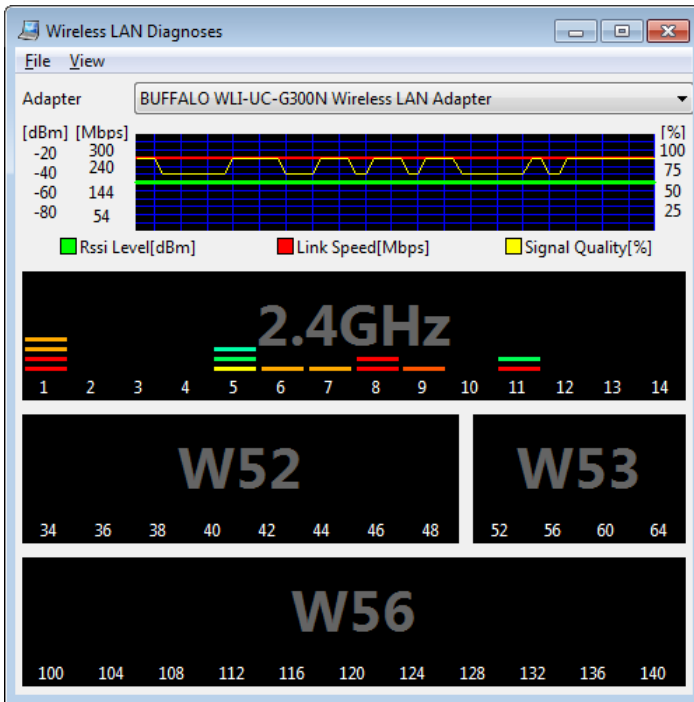 Wireless LAN Diagnoses
File View
Adapter BUFFALO WLI-UC-G300N Wireless LAN Adapter
[dBm] [Mbps] [%]
-20 300 100
-40 240 75
-60 144 50
-80 54 25
Rssi Level[dBm] Link Speed[Mbps] Signal Quality[%]
2.4GHz
1 2 3 4 5 6 7 8 9 10 11 12 13 14
W52 W53
34 36 38 40 42 44 46 48 52 56 60 64
W56
100 104 108 112 116 120 124 128 132 136 140